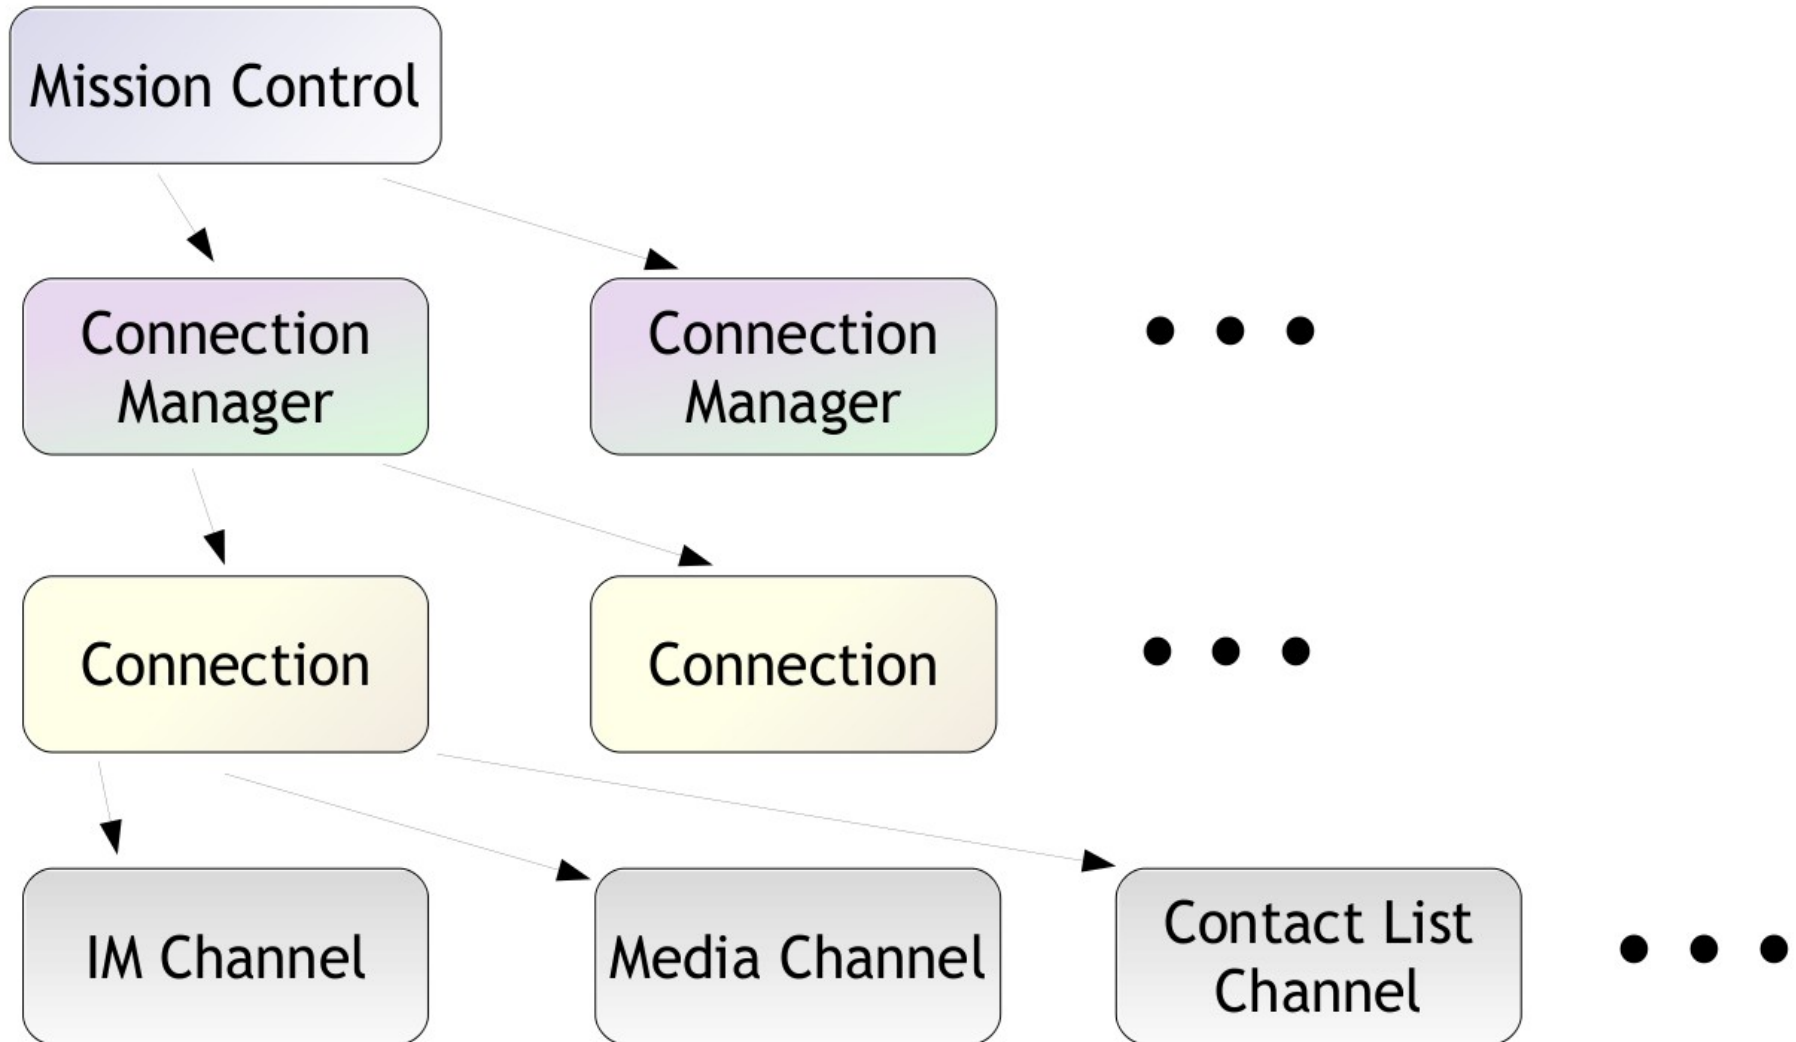 Mission Control
Connection
Manager
Connection
Manager
Connection
Connection
IM Channel
Media Channel
Contact List
Channel